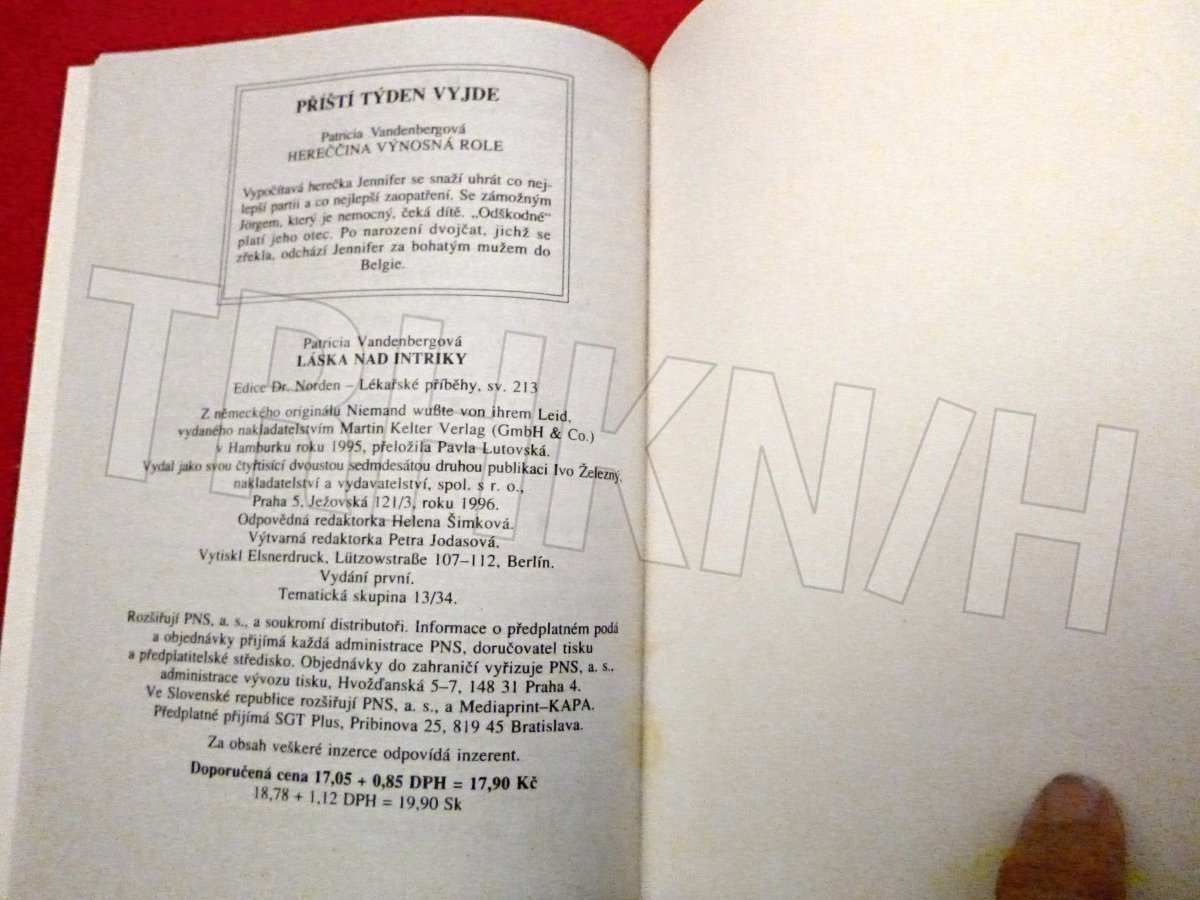 PŘÍŠTÍ TÝDEN VYJDE
Patricia Vandenbergová
HEREČČINA VÝNOSNÁ ROLE
Vypočítavá herečka Jennifer se snaží uhrát co nej-
lepší partii a co nejlepší zaopatření. Se zámožným
Jörgem, který je nemocný, čeká dítě. „Odškodné“
platí jeho otec. Po narození dvojčat, jichž se
zřekla, odchází Jennifer za bohatým mužem do
Belgie.
Patricia Vandenbergová
LÁSKA NAD INTRIKY
Edice Dr. Norden – Lékařské příběhy, sv. 213
Z německého originálu Niemand wußte von ihrem Leid,
vydaného nakladatelstvím Martin Kelter Verlag (GmbH & Co.)
v Hamburku roku 1995, přeložila Pavla Lutovská.
Vydal jako svou čtyřtisící dvoustou sedmdesátou druhou publikaci Ivo Železný,
nakladatelství a vydavatelství, spol. s r. o.,
Praha 5, Ježovská 121/3, roku 1996.
Odpovědná redaktorka Helena Šimková.
Výtvarná redaktorka Petra Jodasová.
Vytiskl Elsnerdruck, Lützowstraße 107–112, Berlín.
Vydání první.
Tematická skupina 13/34.
Rozšiřují PNS, a. s., a soukromí distributoři. Informace o předplatném podá
a objednávky přijímá každá administrace PNS, doručovatel tisku
a předplatitelské středisko. Objednávky do zahraničí vyřizuje PNS, a. s.,
administrace vývozu tisku, Hvožďanská 5–7, 148 31 Praha 4.
Ve Slovenské republice rozšiřují PNS, a. s., a Mediaprint–KAPA.
Předplatné přijímá SGT Plus, Pribinova 25, 819 45 Bratislava.
Za obsah veškeré inzerce odpovídá inzerent.
Doporučená cena 17,05 + 0,85 DPH = 17,90 Kč
18,78 + 1,12 DPH = 19,90 Sk